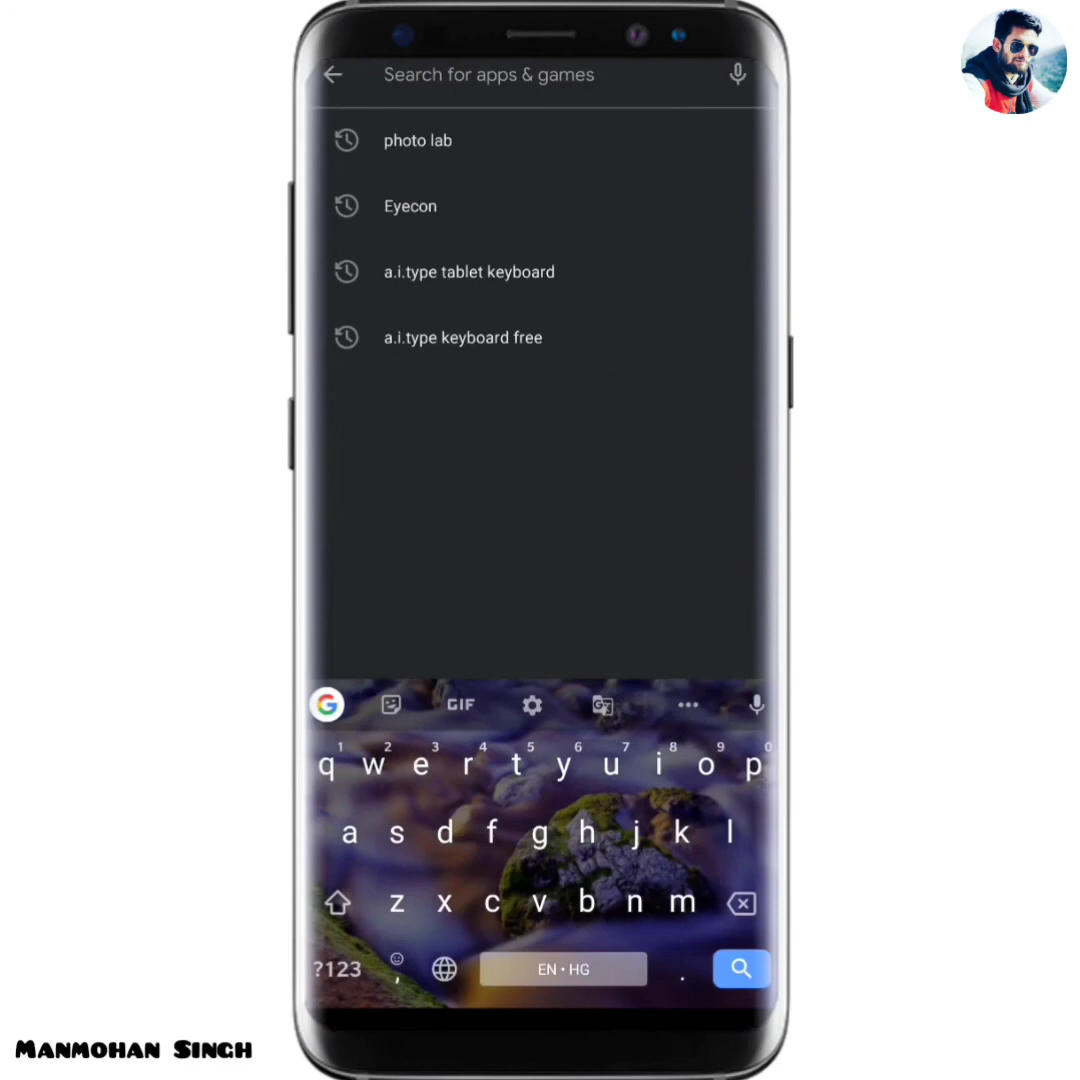 Search for apps & games
photo lab
Eyecon
a.i.type tablet keyboard
a.i.type keyboard free
G GIF G
1 2 3 4 5 6 7 8 9 0
q w e r t y u i o p
a s d f g h j k l
z x c v b n m
?123 , EN • HG .
Manmohan Singh